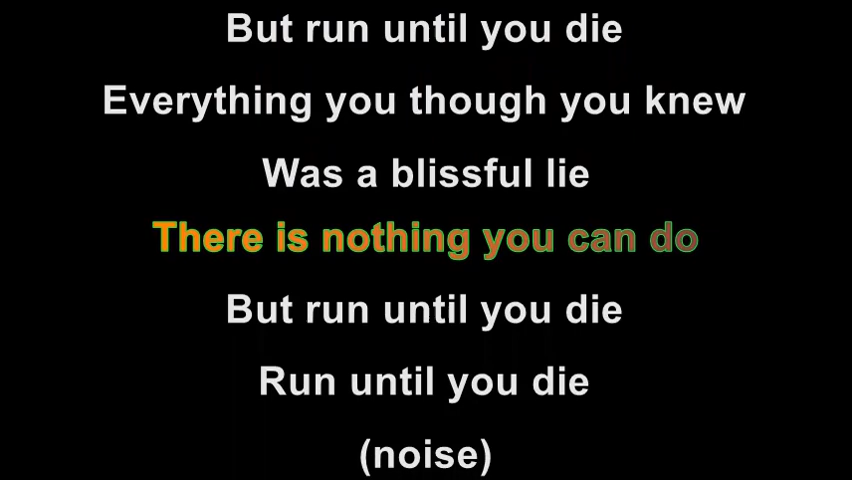 But run until you die
Everything you though you knew
Was a blissful lie
There is nothing you can do
But run until you die
Run until you die
(noise)